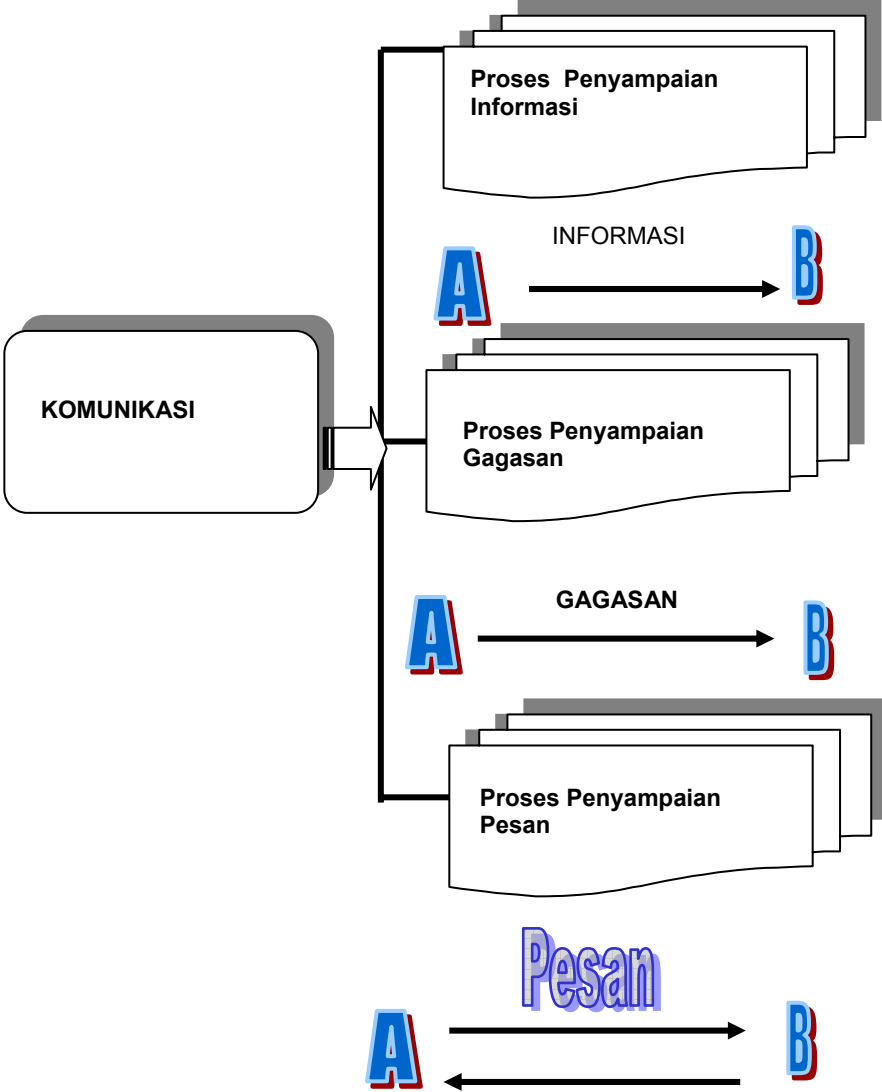 Proses Penyampaian
Informasi
INFORMASI
A B
KOMUNIKASI
Proses Penyampaian
Gagasan
GAGASAN
A B
Proses Penyampaian
Pesan
Pesan
A B